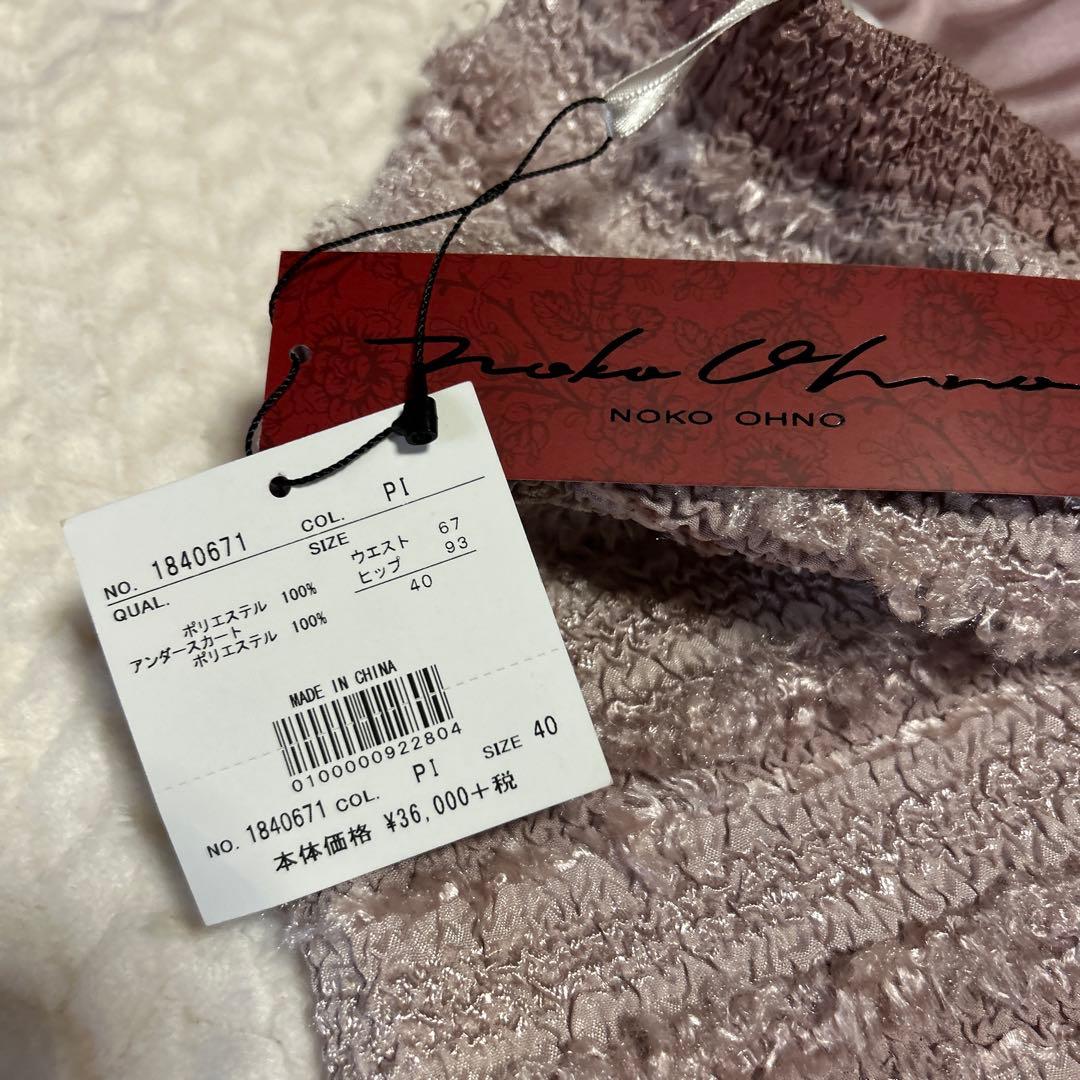 Noko Ohno
NOKO OHNO
NO. 1840671 COL. PI
QUAL. SIZE
ポリエステル 100%
アンダースカート
ポリエステル 100%
ウエスト 67
ヒップ 93
40
MADE IN CHINA
0100000922804
NO. 1840671 COL. PI SIZE 40
本体価格 ¥36,000+税